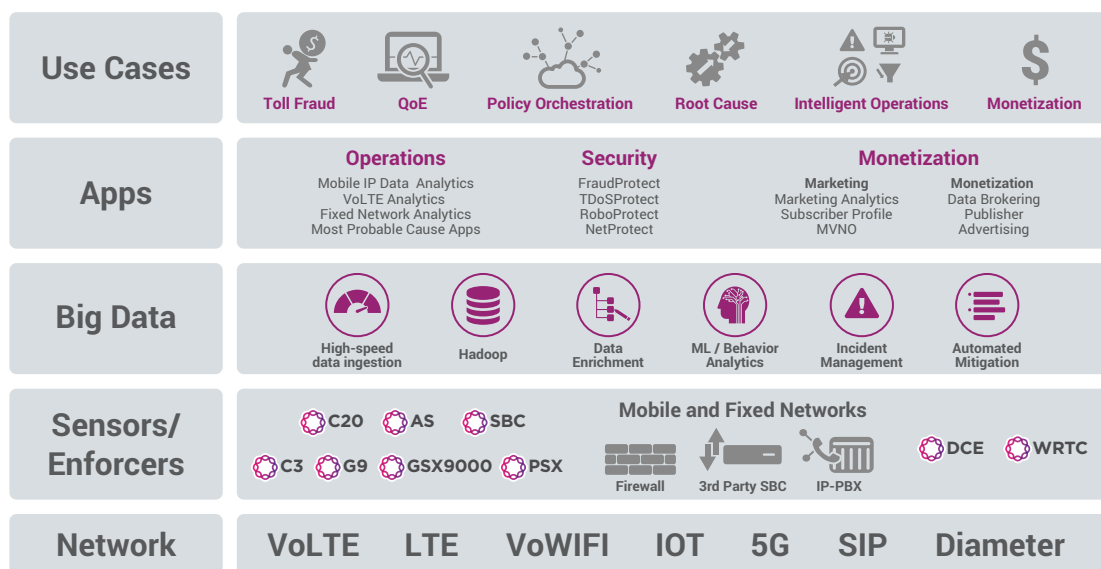 Use Cases
Toll Fraud
QoE
Policy Orchestration
Root Cause
Intelligent Operations
Monetization
Apps
Operations
Mobile IP Data Analytics
VoLTE Analytics
Fixed Network Analytics
Most Probable Cause Apps
Security
FraudProtect
TDoSProtect
RoboProtect
NetProtect
Monetization
Marketing
Marketing Analytics
Subscriber Profile
MVNO
Monetization
Data Brokering
Publisher
Advertising
Big Data
High-speed
data ingestion
Hadoop
Data
Enrichment
ML / Behavior
Analytics
Incident
Management
Automated
Mitigation
Sensors/
Enforcers
C20
AS
SBC
C3
G9
GSX9000
PSX
Mobile and Fixed Networks
Firewall
3rd Party SBC
IP-PBX
DCE
WRTC
Network
VoLTE
LTE
VoWIFI
IOT
5G
SIP
Diameter